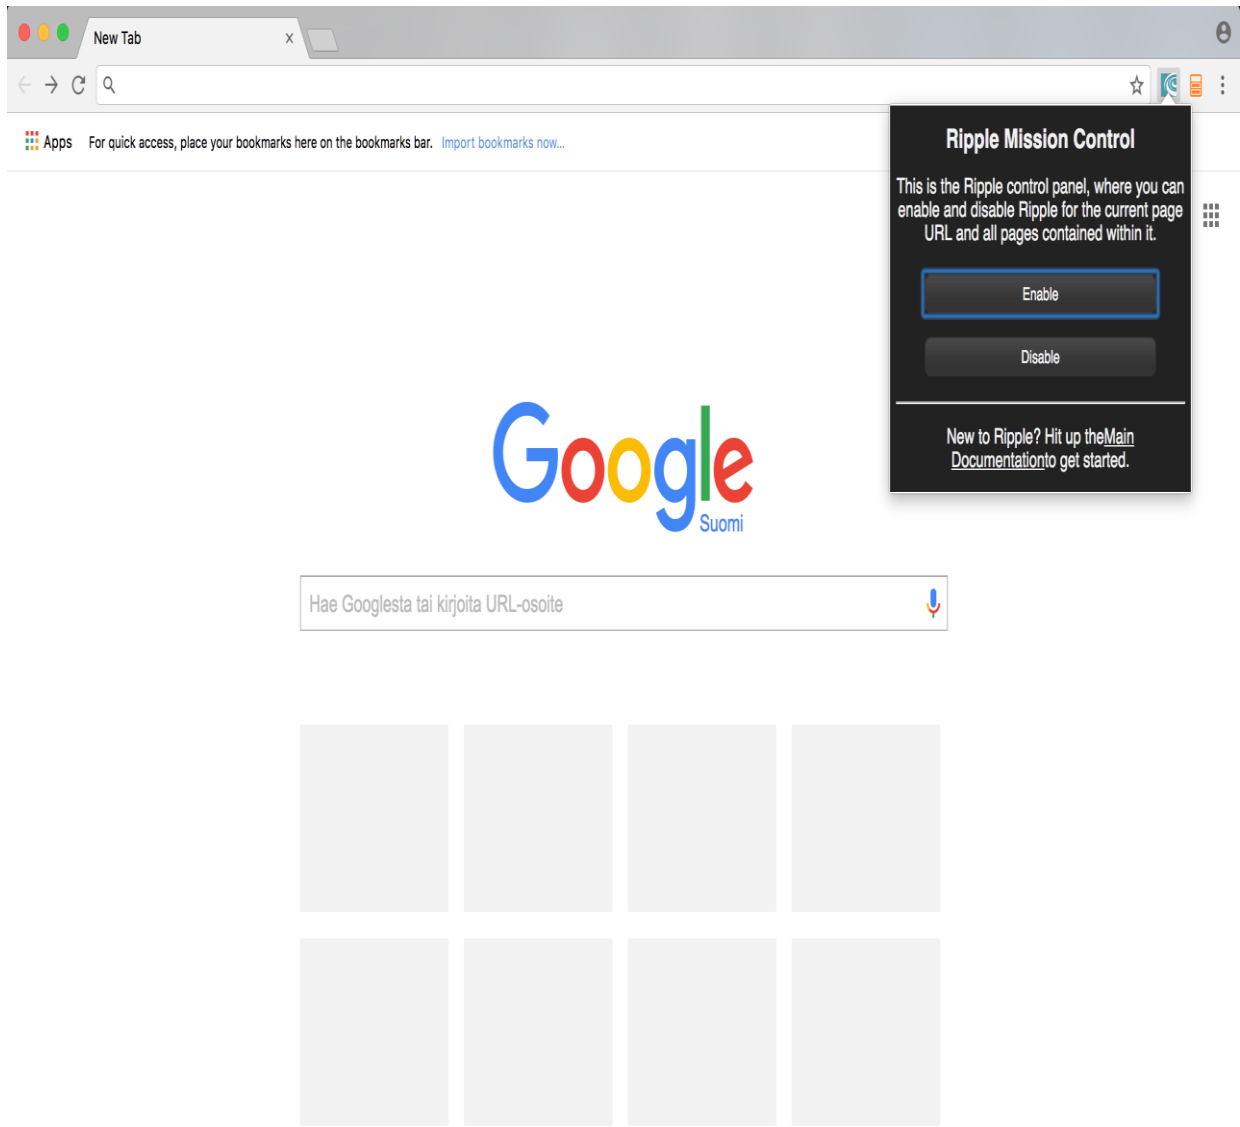 New Tab
Apps For quick access, place your bookmarks here on the bookmarks bar. Import bookmarks now...
Ripple Mission Control
This is the Ripple control panel, where you can
enable and disable Ripple for the current page
URL and all pages contained within it.
Enable
Disable
New to Ripple? Hit up theMain
Documentationto get started.
Google
Suomi
Hae Googlesta tai kirjoita URL-osoite